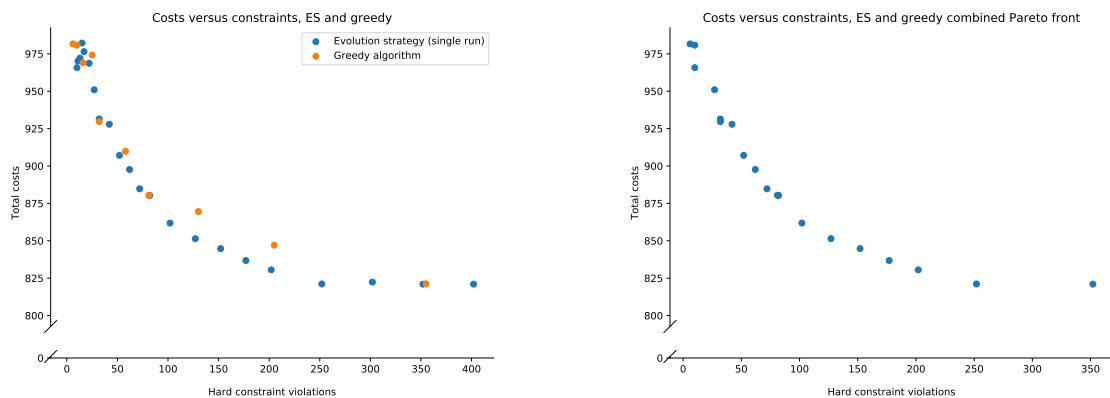 Costs versus constraints, ES and greedy
Evolution strategy (single run)
Greedy algorithm
Total costs
975
950
925
900
875
850
825
800
0
0 50 100 150 200 250 300 350 400
Hard constraint violations
Costs versus constraints, ES and greedy combined Pareto front
Total costs
975
950
925
900
875
850
825
800
0
0 50 100 150 200 250 300 350
Hard constraint violations